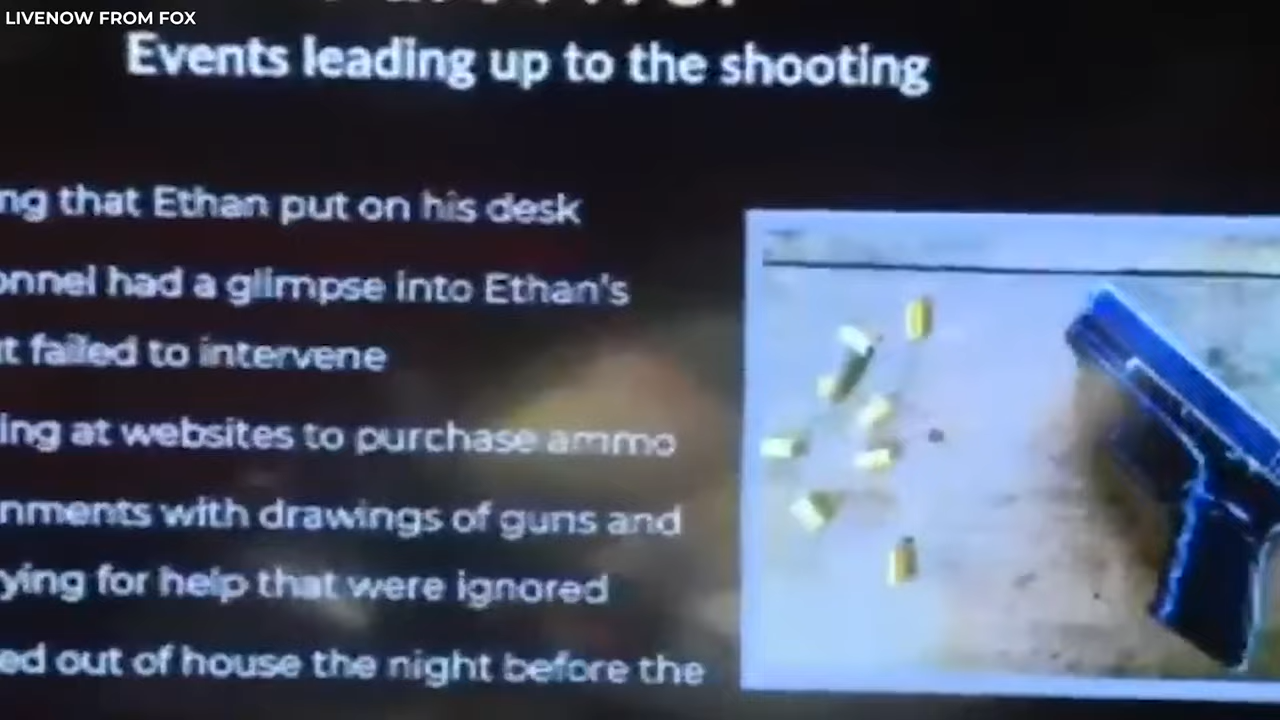 LIVENOW FROM FOX
Events leading up to the shooting
ng that Ethan put on his desk
onnel had a glimpse into Ethan's
t failed to intervene
ing at websites to purchase ammo
nments with drawings of guns and
ying for help that were ignored
ed out of house the night before the